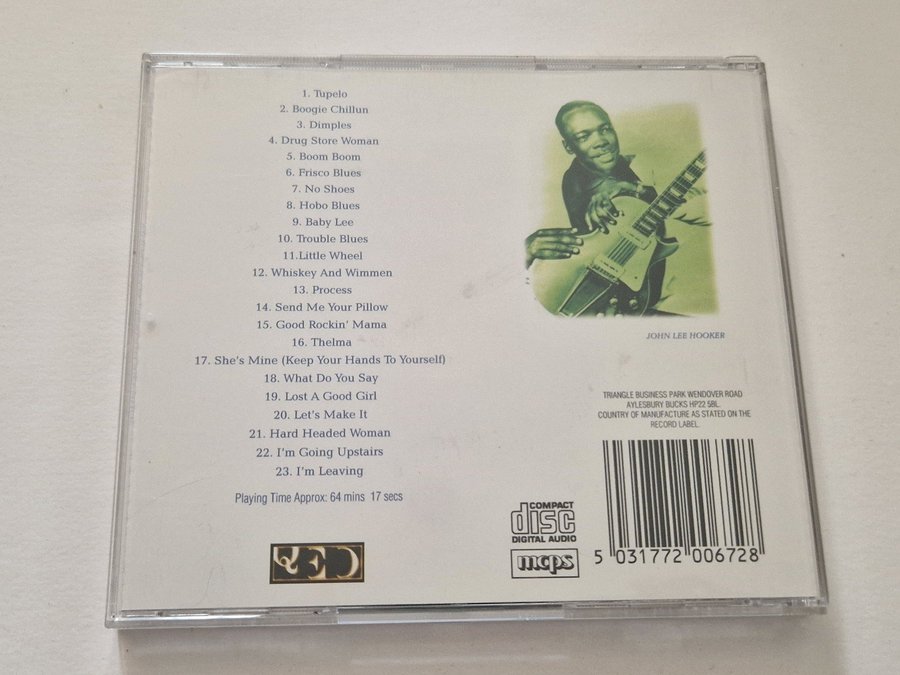 1. Tupelo
2. Boogie Chillun
3. Dimples
4. Drug Store Woman
5. Boom Boom
6. Frisco Blues
7. No Shoes
8. Hobo Blues
9. Baby Lee
10. Trouble Blues
11.Little Wheel
12. Whiskey And Wimmen
13. Process
14. Send Me Your Pillow
15. Good Rockin' Mama
16. Thelma
17. She's Mine (Keep Your Hands To Yourself)
18. What Do You Say
19. Lost A Good Girl
20. Let's Make It
21. Hard Headed Woman
22. I'm Going Upstairs
23. I'm Leaving
Playing Time Approx: 64 mins 17 secs
JOHN LEE HOOKER
TRIANGLE BUSINESS PARK WENDOVER ROAD
AYLESBURY BUCKS HP22 5BL.
COUNTRY OF MANUFACTURE AS STATED ON THE
RECORD LABEL.
COMPACT
disc
DIGITAL AUDIO
mcps
5 031772 006728